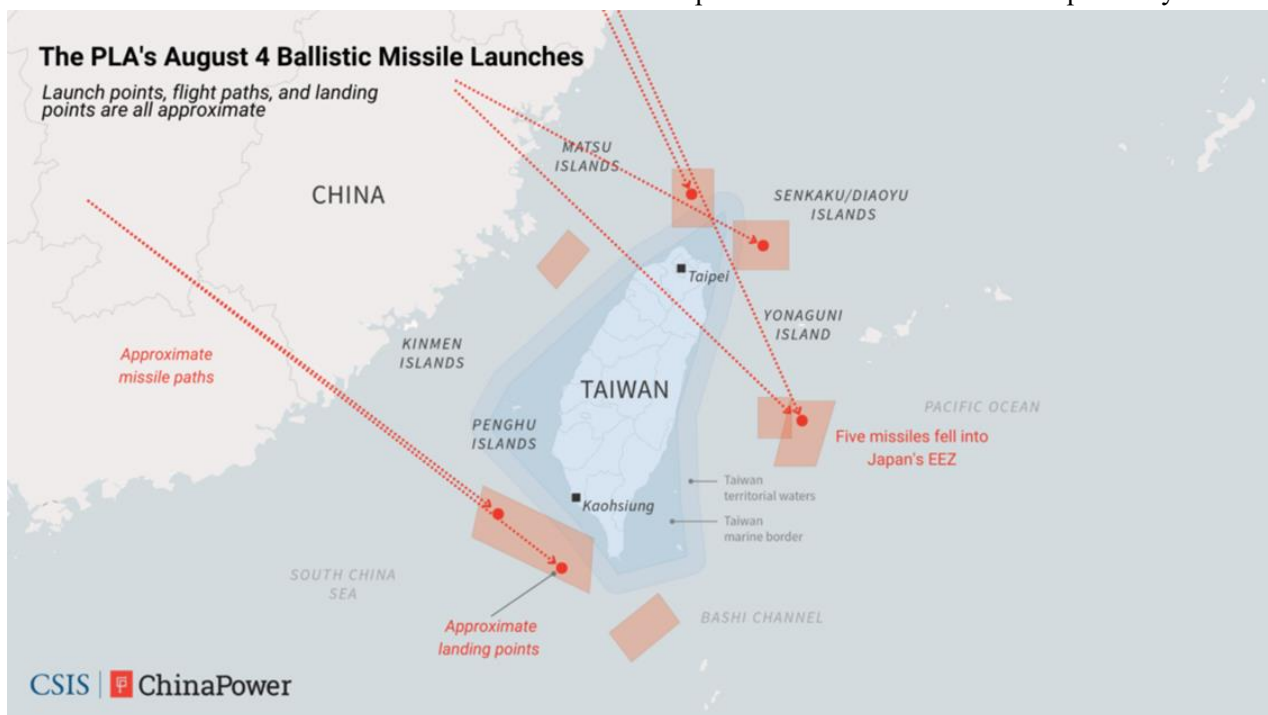 The PLA's August 4 Ballistic Missile Launches
Launch points, flight paths, and landing
points are all approximate
MATSU
ISLANDS
CHINA
SENKAKU/DIAOYU
ISLANDS
Taipei
YONAGUNI
ISLAND
KINMEN
ISLANDS
Approximate
missile paths
TAIWAN
PACIFIC OCEAN
PENGHU
ISLANDS
Five missiles fell into
Japan's EEZ
Taiwan
territorial waters
Kaohsiung
Taiwan
marine border
SOUTH CHINA
SEA
BASHI CHANNEL
Approximate
landing points
CSIS ChinaPower